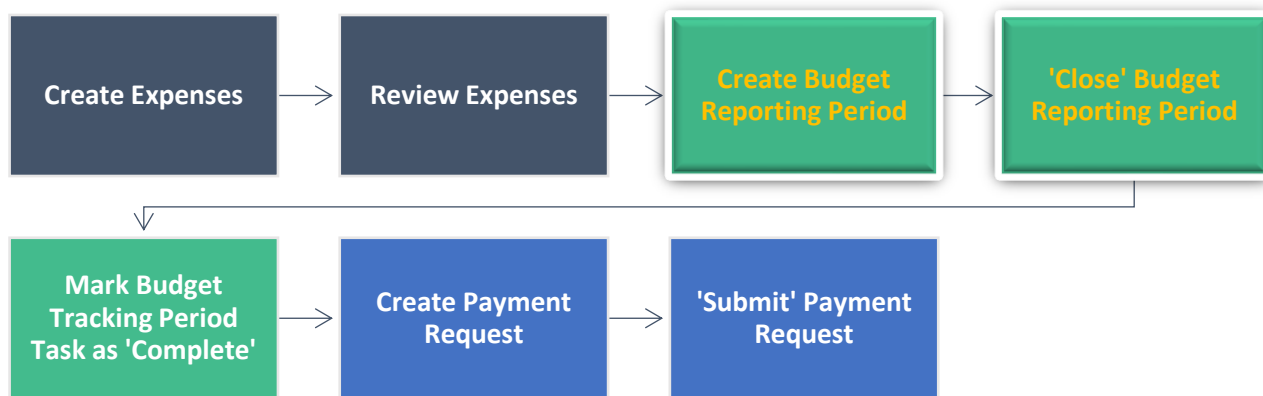 Create Expenses
Review Expenses
Create Budget
Reporting Period
'Close' Budget
Reporting Period
Mark Budget
Tracking Period
Task as 'Complete'
Create Payment
Request
'Submit' Payment
Request